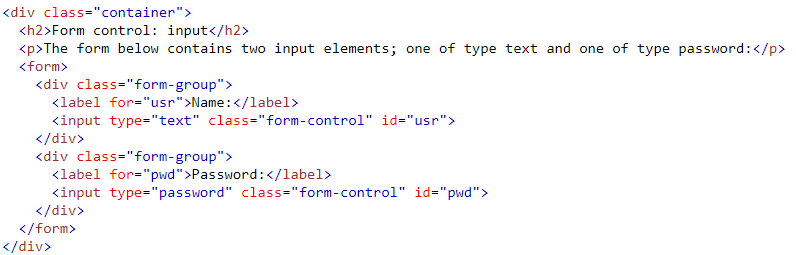 <div class="container">
  <h2>Form control: input</h2>
  <p>The form below contains two input elements; one of type text and one of type password:</p>
  <form>
    <div class="form-group">
      <label for="usr">Name:</label>
      <input type="text" class="form-control" id="usr">
    </div>
    <div class="form-group">
      <label for="pwd">Password:</label>
      <input type="password" class="form-control" id="pwd">
    </div>
  </form>
</div>